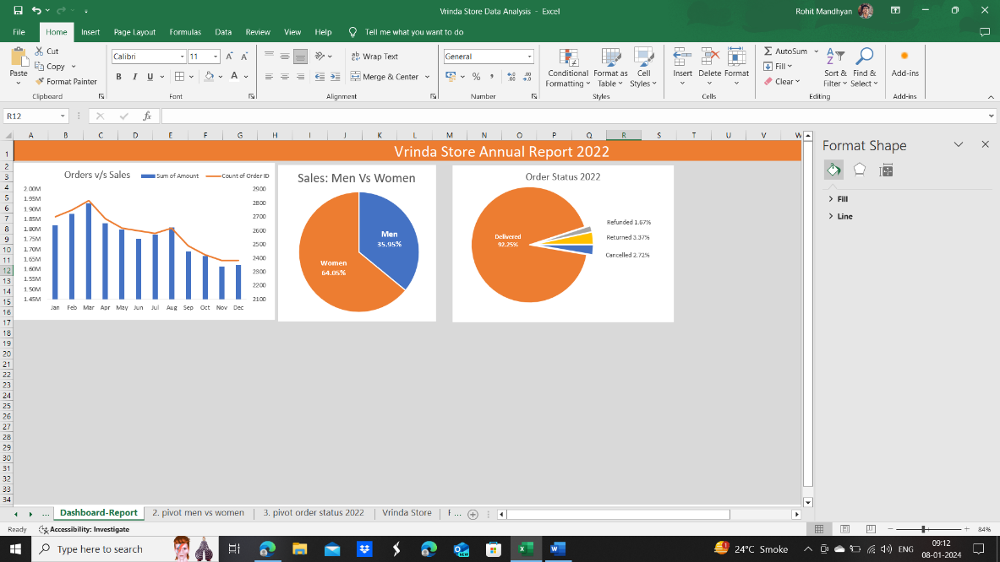 Vrinda Store Data Analysis - Excel
Rohit Mandhyan
File Home Insert Page Layout Formulas Data Review View Help Tell me what you want to do
Paste
Cut
Copy
Format Painter
Clipboard
Calibri 11
B I U
Font
Wrap Text
Merge & Center
Alignment
General
Number
Conditional Formatting
Format as Table
Cell Styles
Styles
Insert Delete Format
Cells
AutoSum
Fill
Clear
Sort & Filter
Find & Select
Editing
Add-ins
Add-ins
R12
fx
A B C D E F G H I J K L M N O P Q R S T U V W
1
2
3
4
5
6
7
8
9
10
11
12
13
14
15
16
17
18
19
20
21
22
23
24
25
26
27
28
29
30
31
32
33
34
Vrinda Store Annual Report 2022
Orders v/s Sales
Sum of Amount Count of Order ID
2.00M
1.95M
1.90M
1.85M
1.80M
1.75M
1.70M
1.65M
1.60M
1.55M
1.50M
1.45M
2900
2800
2700
2600
2500
2400
2300
2200
2100
Jan Feb Mar Apr May Jun Jul Aug Sep Oct Nov Dec
Sales: Men Vs Women
Men
35.95%
Women
64.05%
Order Status 2022
Delivered
92.25%
Refunded 1.67%
Returned 3.37%
Cancelled 2.72%
Format Shape
Fill
Line
... Dashboard-Report 2. pivot men vs women 3. pivot order status 2022 Vrinda Store ...
Ready
Accessibility: Investigate
84%
Type here to search
24°C Smoke
ENG
09:12
08-01-2024